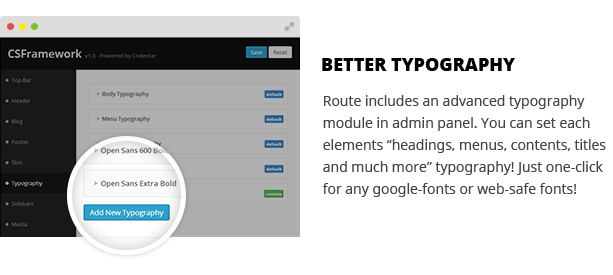 CSFramework v1.0 - Powered by Codestar
Save
Reset
Top Bar
Header
Blog
Footer
Skin
Typography
Sidebars
Media
Body Typography
default
Menu Typography
default
default
Open Sans 600 Bold
default
Open Sans Extra Bold
custom
Add New Typography
BETTER TYPOGRAPHY
Route includes an advanced typography
module in admin panel. You can set each
elements “headings, menus, contents, titles
and much more” typography! Just one-click
for any google-fonts or web-safe fonts!